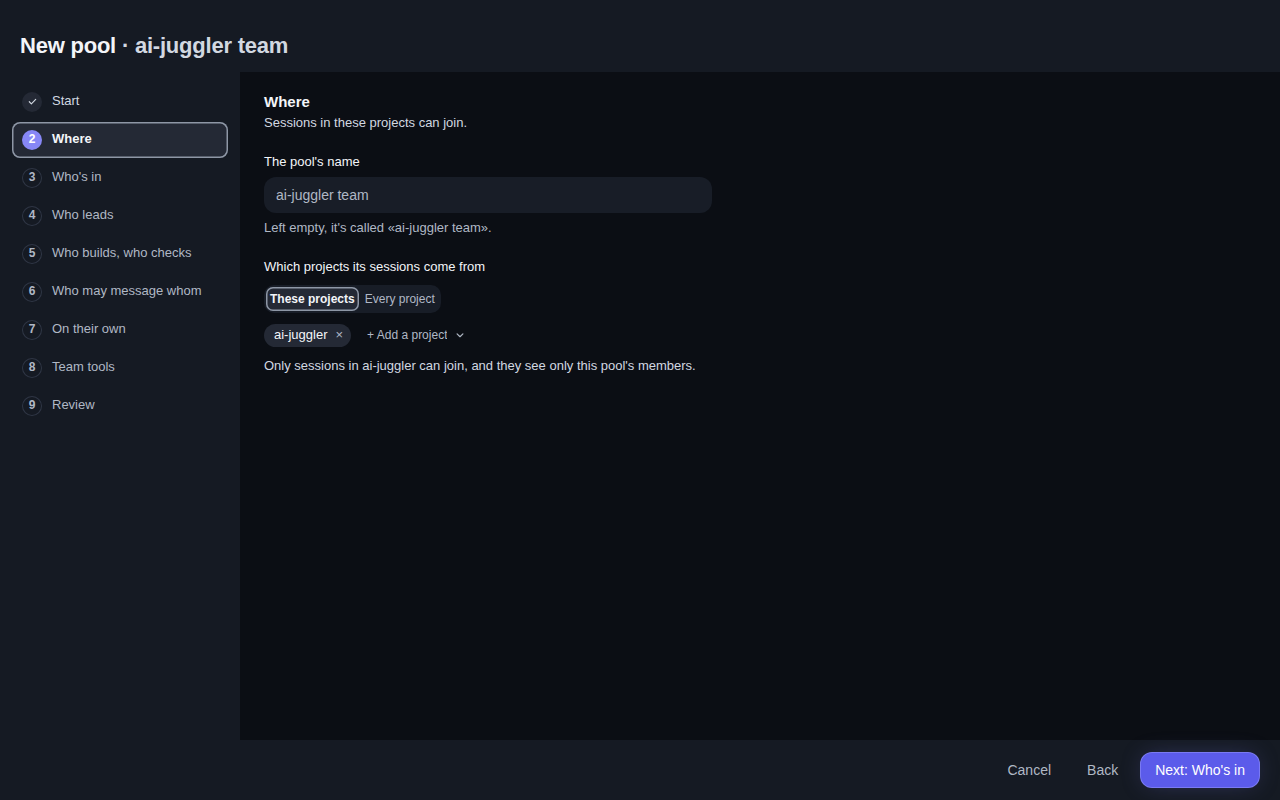 New pool · ai-juggler team
Start
2 Where
3 Who's in
4 Who leads
5 Who builds, who checks
6 Who may message whom
7 On their own
8 Team tools
9 Review
Where
Sessions in these projects can join.
The pool's name
ai-juggler team
Left empty, it's called «ai-juggler team».
Which projects its sessions come from
These projects Every project
ai-juggler × + Add a project
Only sessions in ai-juggler can join, and they see only this pool's members.
Cancel Back Next: Who's in